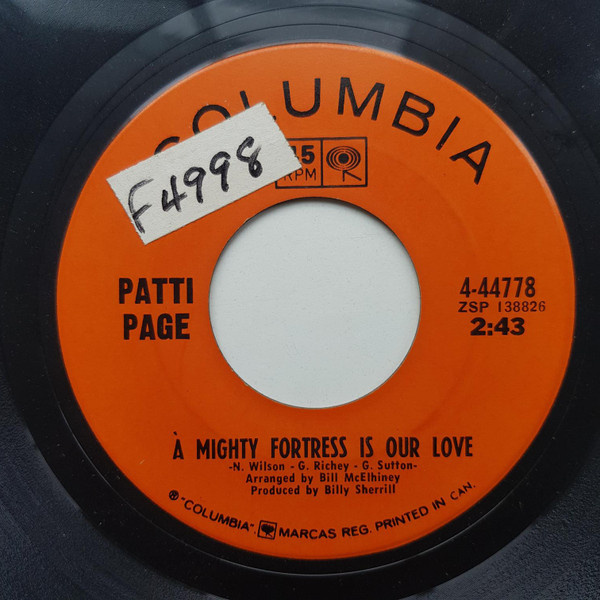 COLUMBIA
F4998
45
RPM
PATTI
PAGE
4-44778
ZSP 138826
2:43
À MIGHTY FORTRESS IS OUR LOVE
-N. Wilson - G. Richey - G. Sutton-
Arranged by Bill McElhiney
Produced by Billy Sherrill
® "COLUMBIA", MARCAS REG. PRINTED IN CAN.